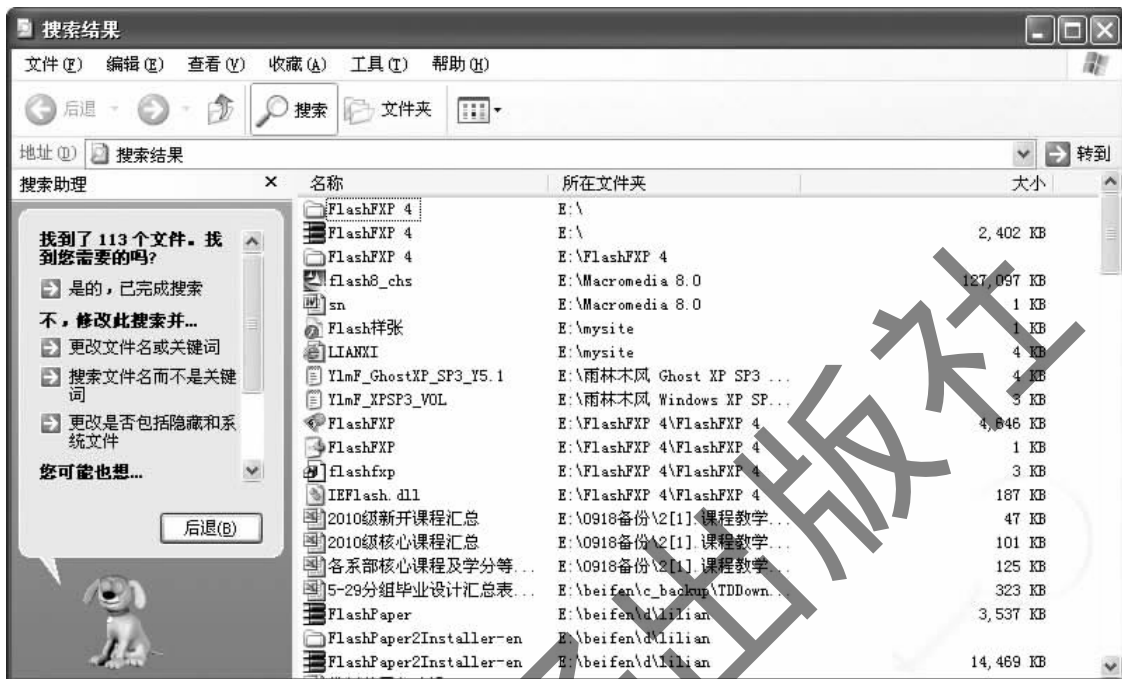 搜索结果
文件(F) 编辑(E) 查看(V) 收藏(A) 工具(T) 帮助(H)
后退 搜索 文件夹
地址(D) 搜索结果 转到
搜索助理 × 名称 所在文件夹 大小
找到了 113 个文件。找到您需要的吗?
是的，已完成搜索
不，修改此搜索并...
更改文件名或关键词
搜索文件名而不是关键词
更改是否包括隐藏和系统文件
您可能也想...
后退(B)
FlashFXP 4 E:\
FlashFXP 4 E:\ 2,402 KB
FlashFXP 4 E:\FlashFXP 4
flash8_chs E:\Macromedia 8.0 127,097 KB
sn E:\Macromedia 8.0 1 KB
Flash样张 E:\mysite 1 KB
LIANXI E:\mysite 4 KB
YlmF_GhostXP_SP3_Y5.1 E:\雨林木风 Ghost XP SP3 ... 4 KB
YlmF_XPSP3_VOL E:\雨林木风 Windows XP SP... 3 KB
FlashFXP E:\FlashFXP 4\FlashFXP 4 4,646 KB
FlashFXP E:\FlashFXP 4\FlashFXP 4 1 KB
flashfxp E:\FlashFXP 4\FlashFXP 4 3 KB
IEFlash.dll E:\FlashFXP 4\FlashFXP 4 187 KB
2010级新开课程汇总 E:\0918备份\2[1].课程教学... 47 KB
2010级核心课程汇总 E:\0918备份\2[1].课程教学... 101 KB
各系部核心课程及学分等... E:\0918备份\2[1].课程教学... 125 KB
5-29分组毕业设计汇总表... E:\beifen\c_backup\TDDown... 323 KB
FlashPaper E:\beifen\d\lilian 3,537 KB
FlashPaper2Installer-en E:\beifen\d\lilian
FlashPaper2Installer-en E:\beifen\d\lilian 14,469 KB
出版社